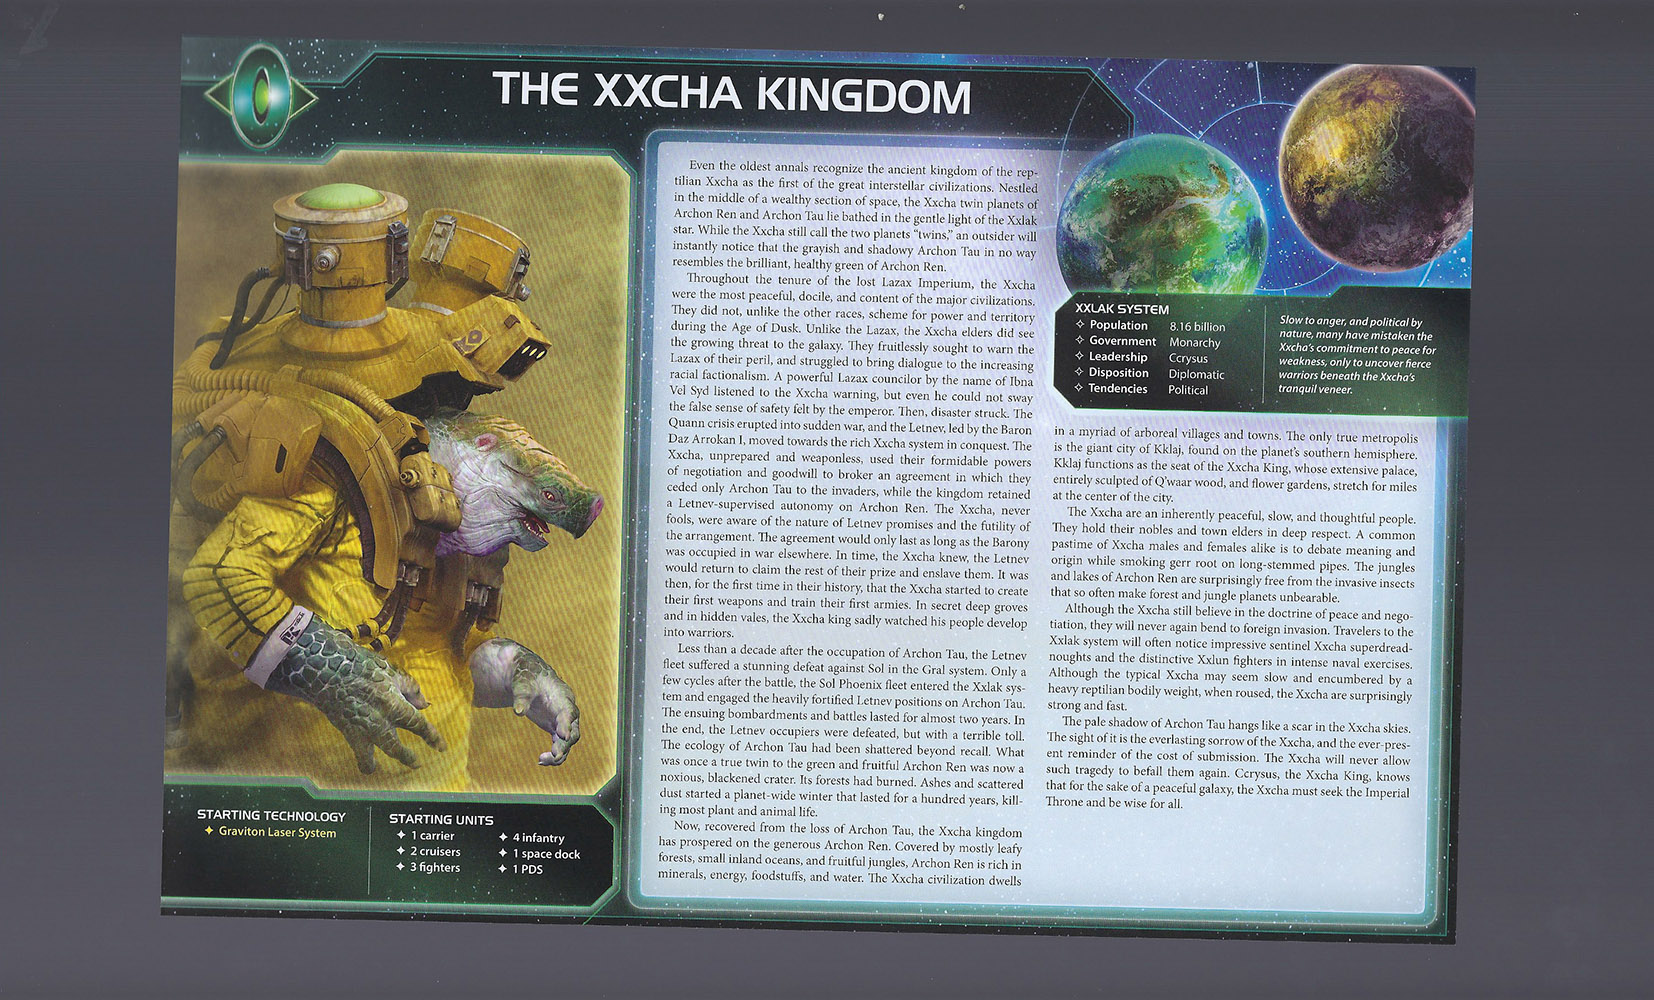 THE XXCHA KINGDOM
Even the oldest annals recognize the ancient kingdom of the rep-
tilian Xxcha as the first of the great interstellar civilizations. Nestled
in the middle of a wealthy section of space, the Xxcha twin planets of
Archon Ren and Archon Tau lie bathed in the gentle light of the Xxlak
star. While the Xxcha still call the two planets “twins,” an outsider will
instantly notice that the grayish and shadowy Archon Tau in no way
resembles the brilliant, healthy green of Archon Ren.
Throughout the tenure of the lost Lazax Imperium, the Xxcha
were the most peaceful, docile, and content of the major civilizations.
They did not, unlike the other races, scheme for power and territory
during the Age of Dusk. Unlike the Lazax, the Xxcha elders did see
the growing threat to the galaxy. They fruitlessly sought to warn the
Lazax of their peril, and struggled to bring dialogue to the increasing
racial factionalism. A powerful Lazax councilor by the name of Ibna
Vel Syd listened to the Xxcha warning, but even he could not sway
the false sense of safety felt by the emperor. Then, disaster struck. The
Quann crisis erupted into sudden war, and the Letnev, led by the Baron
Daz Arrokan I, moved towards the rich Xxcha system in conquest. The
Xxcha, unprepared and weaponless, used their formidable powers
of negotiation and goodwill to broker an agreement in which they
ceded only Archon Tau to the invaders, while the kingdom retained
a Letnev-supervised autonomy on Archon Ren. The Xxcha, never
fools, were aware of the nature of Letnev promises and the futility of
the arrangement. The agreement would only last as long as the Barony
was occupied in war elsewhere. In time, the Xxcha knew, the Letnev
would return to claim the rest of their prize and enslave them. It was
then, for the first time in their history, that the Xxcha started to create
their first weapons and train their first armies. In secret deep groves
and in hidden vales, the Xxcha king sadly watched his people develop
into warriors.
Less than a decade after the occupation of Archon Tau, the Letnev
fleet suffered a stunning defeat against Sol in the Gral system. Only a
few cycles after the battle, the Sol Phoenix fleet entered the Xxlak sys-
tem and engaged the heavily fortified Letnev positions on Archon Tau.
The ensuing bombardments and battles lasted for almost two years. In
the end, the Letnev occupiers were defeated, but with a terrible toll.
The ecology of Archon Tau had been shattered beyond recall. What
was once a true twin to the green and fruitful Archon Ren was now a
noxious, blackened crater. Its forests had burned. Ashes and scattered
dust started a planet-wide winter that lasted for a hundred years, kill-
ing most plant and animal life.
Now, recovered from the loss of Archon Tau, the Xxcha kingdom
has prospered on the generous Archon Ren. Covered by mostly leafy
forests, small inland oceans, and fruitful jungles, Archon Ren is rich in
minerals, energy, foodstuffs, and water. The Xxcha civilization dwells
XXLAK SYSTEM
Population 8.16 billion
Government Monarchy
Leadership Ccrysus
Disposition Diplomatic
Tendencies Political
Slow to anger, and political by
nature, many have mistaken the
Xxcha's commitment to peace for
weakness, only to uncover fierce
warriors beneath the Xxcha's
tranquil veneer.
in a myriad of arboreal villages and towns. The only true metropolis
is the giant city of Kklaj, found on the planet's southern hemisphere.
Kklaj functions as the seat of the Xxcha King, whose extensive palace,
entirely sculpted of Q'waar wood, and flower gardens, stretch for miles
at the center of the city.
The Xxcha are an inherently peaceful, slow, and thoughtful people.
They hold their nobles and town elders in deep respect. A common
pastime of Xxcha males and females alike is to debate meaning and
origin while smoking gerr root on long-stemmed pipes. The jungles
and lakes of Archon Ren are surprisingly free from the invasive insects
that so often make forest and jungle planets unbearable.
Although the Xxcha still believe in the doctrine of peace and nego-
tiation, they will never again bend to foreign invasion. Travelers to the
Xxlak system will often notice impressive sentinel Xxcha superdread-
noughts and the distinctive Xxlun fighters in intense naval exercises.
Although the typical Xxcha may seem slow and encumbered by a
heavy reptilian bodily weight, when roused, the Xxcha are surprisingly
strong and fast.
The pale shadow of Archon Tau hangs like a scar in the Xxcha skies.
The sight of it is the everlasting sorrow of the Xxcha, and the ever-pres-
ent reminder of the cost of submission. The Xxcha will never allow
such tragedy to befall them again. Ccrysus, the Xxcha King, knows
that for the sake of a peaceful galaxy, the Xxcha must seek the Imperial
Throne and be wise for all.
STARTING TECHNOLOGY
Graviton Laser System
STARTING UNITS
1 carrier
2 cruisers
3 fighters
4 infantry
1 space dock
1 PDS